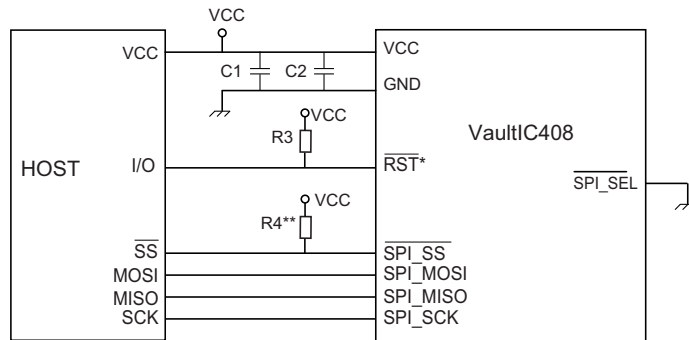 VCC
VCC
VCC
C1
C2
GND
VCC
R3
VaultIC408
HOST
I/O
RST*
SPI_SEL
VCC
R4**
SS
SPI_SS
MOSI
SPI_MOSI
MISO
SPI_MISO
SCK
SPI_SCK